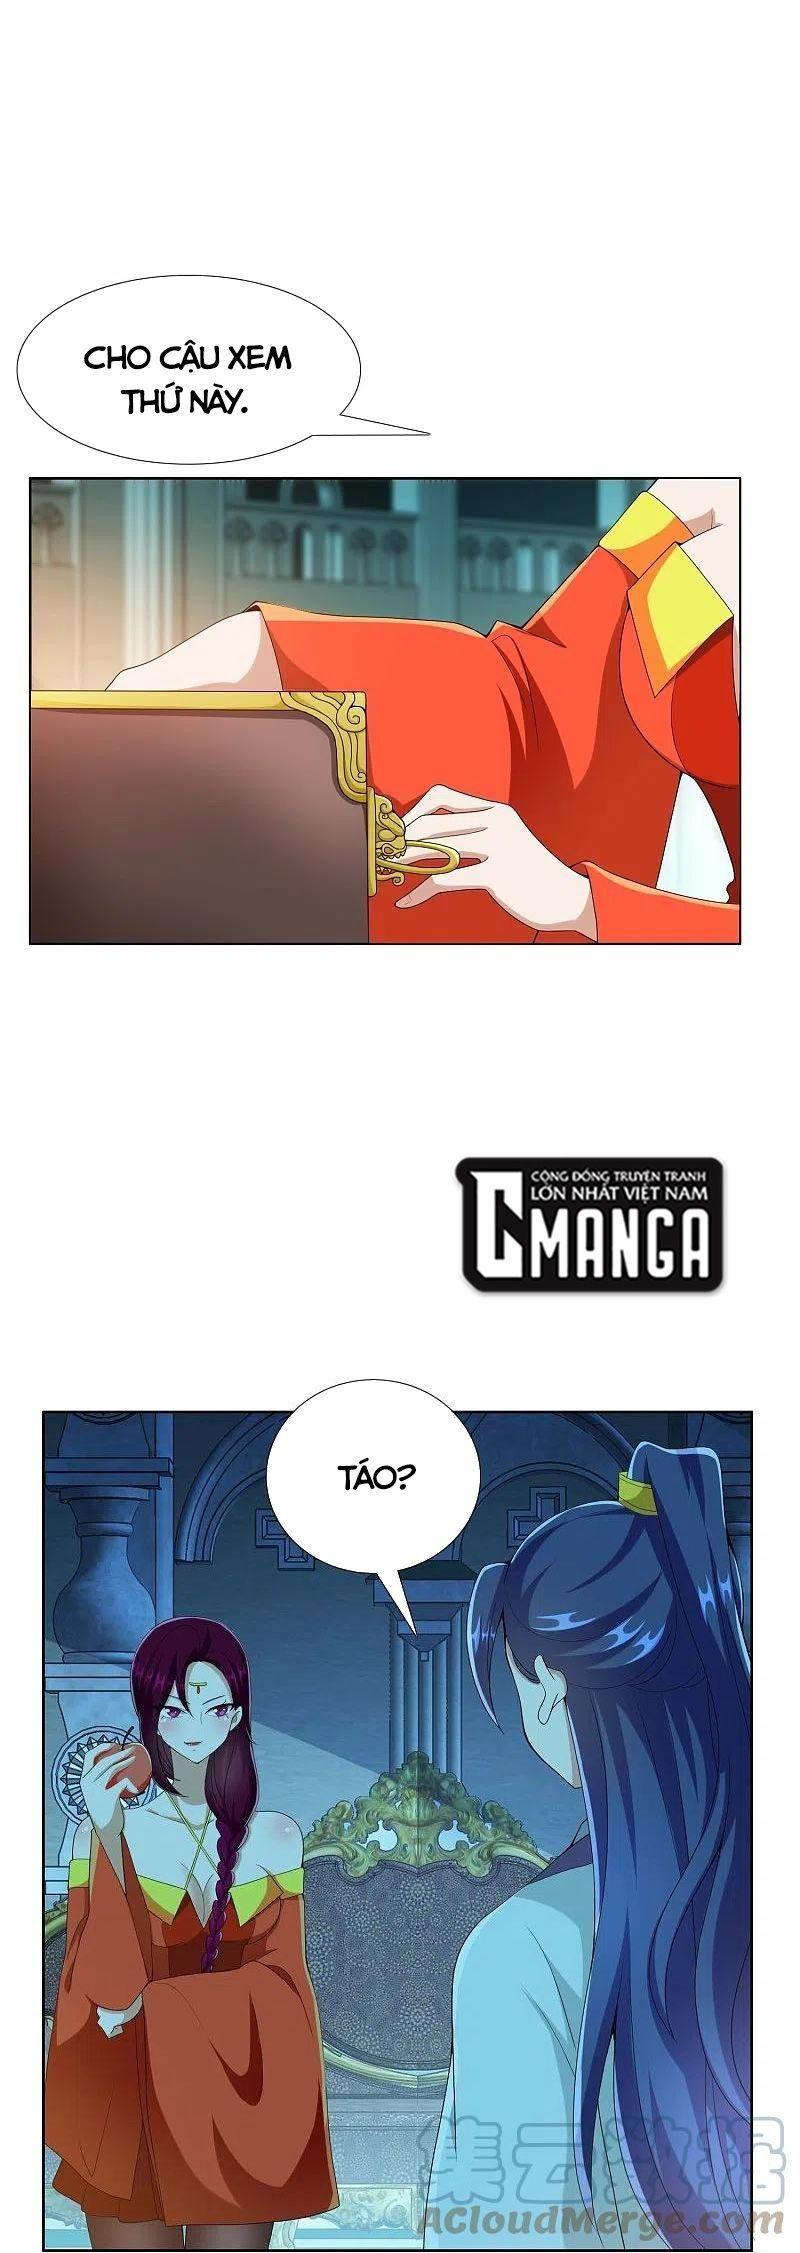 CHO CẬU XEM
THỨ NÀY.
CỘNG ĐỒNG TRUYỆN TRANH
LỚN NHẤT VIỆT NAM
CMANGA
TÁO?
集云数据
ACloudMerge.com